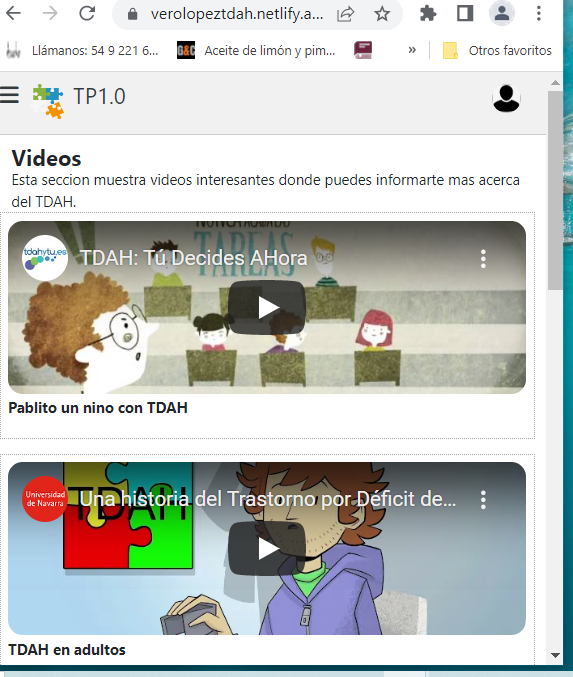 verolopeztdah.netlify.a...
Llámanos: 54 9 221 6...
G&C
Aceite de limón y pim...
»
Otros favoritos
TP1.0
Videos
Esta seccion muestra videos interesantes donde puedes informarte mas acerca
del TDAH.
TAREAS
tdahytu.es
TDAH: Tú Decides AHora
Pablito un nino con TDAH
Universidad
de Navarra
TDAH
Una historia del Trastorno por Déficit de...
TDAH en adultos